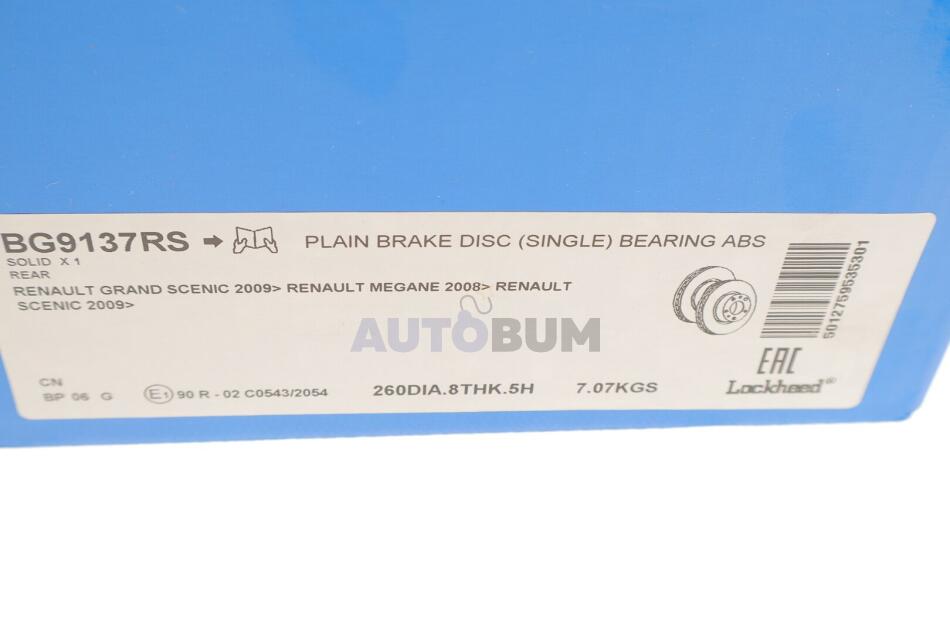 BG9137RS PLAIN BRAKE DISC (SINGLE) BEARING ABS
SOLID X 1
REAR
RENAULT GRAND SCENIC 2009> RENAULT MEGANE 2008> RENAULT
SCENIC 2009>
5012759535301
AUTOBUM
EAC
CN
BP 06 G
E1 90 R - 02 C0543/2054
260DIA.8THK.5H
7.07KGS
Lockheed®